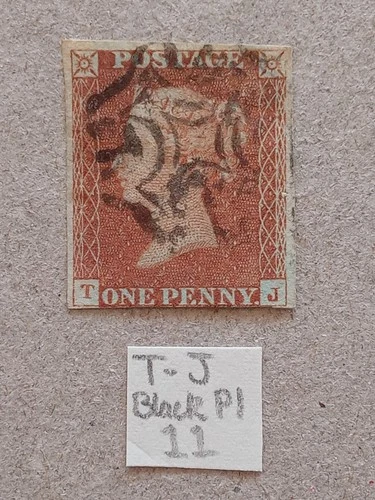 POSTAGE
T ONE PENNY. J
T-J
Black Pl
11